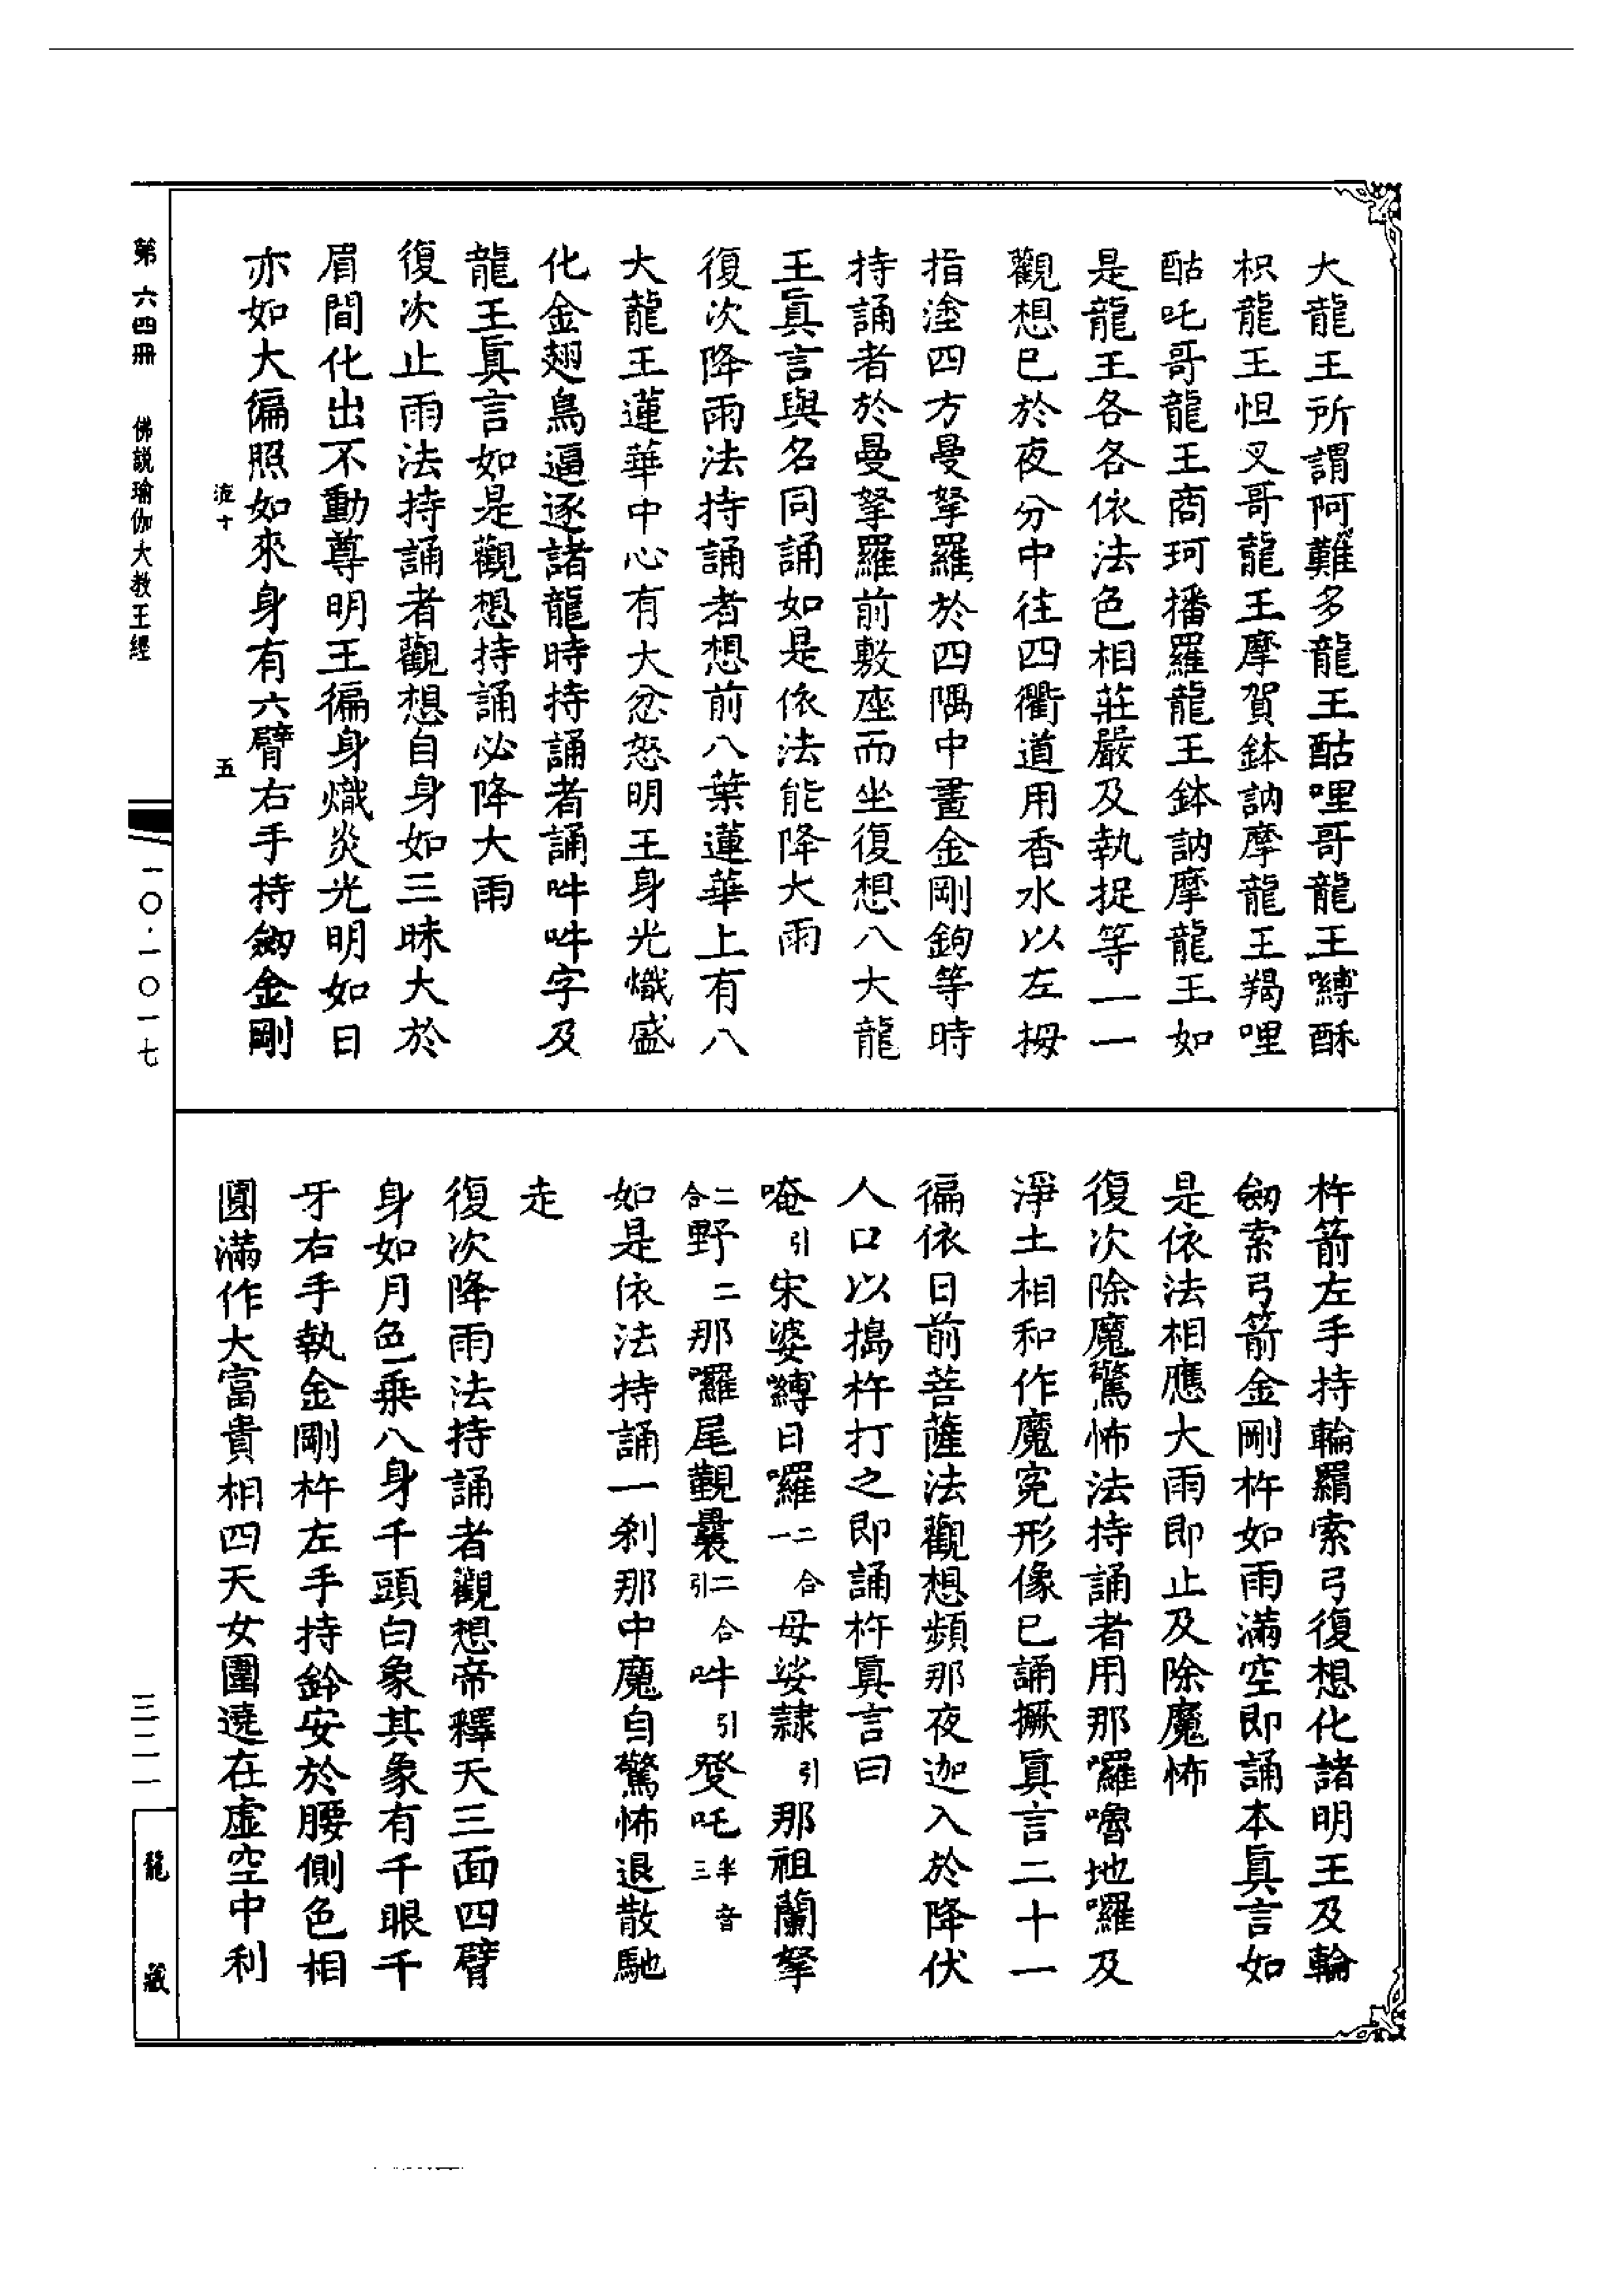 大龍王所謂阿難多龍王酤哩哥龍王嚩酥
枳龍王怛叉哥龍王摩賀鉢訥摩龍王羯哩
酤吒哥龍王商珂播羅龍王鉢訥摩龍王如
是龍王各各依法色相莊嚴及執捉等一一
觀想已於夜分中往四衢道用香水以左拇
指塗四方曼拏羅於四隅中畫金剛鉤等時
持誦者於曼拏羅前敷座而坐復想八大龍
王眞言與名同誦如是依法能降大雨
復次降雨法持誦者想前八葉蓮華上有八
大龍王蓮華中心有大忿怒明王身光熾盛
化金翅鳥逼逐諸龍時持誦者誦吽吽字及
龍王眞言如是觀想持誦必降大雨
復次止雨法持誦者觀想自身如三昧大於
眉間化出不動尊明王徧身熾炎光明如日
亦如大徧照如來身有六臂右手持劒金剛
杵箭左手持輪羂索弓復想化諸明王及輪
劒索弓箭金剛杵如雨滿空即誦本眞言如
是依法相應大雨即止及除魔怖
復次除魔驚怖法持誦者用那囉嚕地囉及
淨土相和作魔寃形像已誦橛眞言二十一
徧依日前菩薩法觀想頻那夜迦入於降伏
人口以搗杵打之即誦杵眞言曰
唵引宋婆嚩日囉二合一母娑隷引那祖蘭拏
二合野二那囉尾覩曩二合引吽引發吒半音三
如是依法持誦一刹那中魔自驚怖退散馳
走
復次降雨法持誦者觀想帝釋天三面四臂
身如月色乗八身千頭白象其象有千眼千
牙右手執金剛杵左手持鈴安於腰側色相
圓滿作大富貴相四天女圍遶在虛空中利
流十 五
第六四冊 佛說瑜伽大教王經
一〇·一〇一七
三二一
龍藏